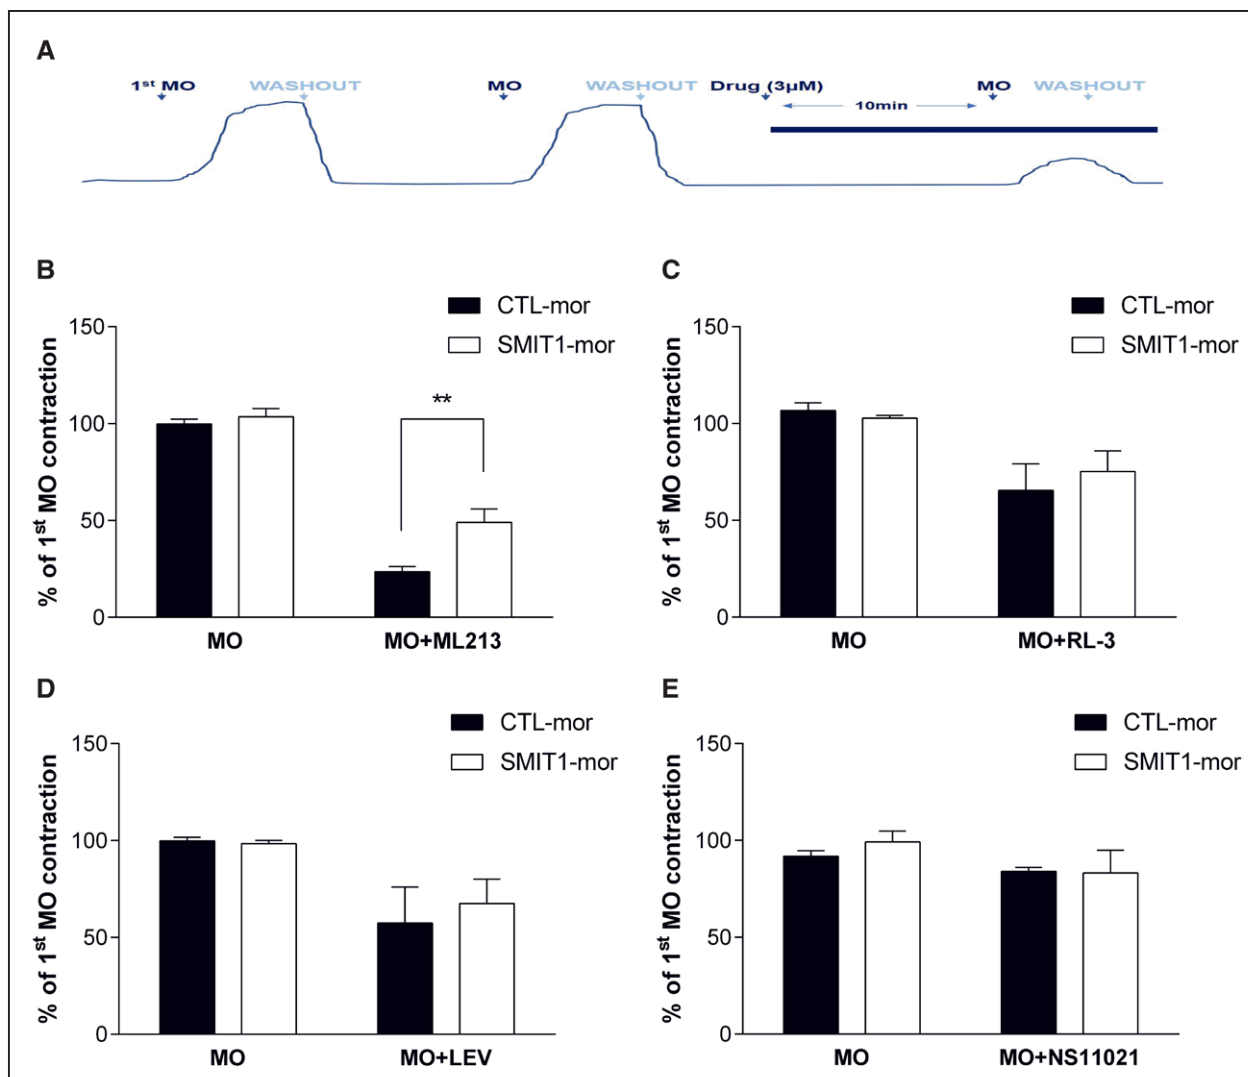 A
1st MO WASHOUT MO WASHOUT Drug (3µM) MO WASHOUT
10min
B
CTL-mor
SMIT1-mor
% of 1st MO contraction
150
100
50
0
**
MO MO+ML213
C
CTL-mor
SMIT1-mor
% of 1st MO contraction
150
100
50
0
MO MO+RL-3
D
CTL-mor
SMIT1-mor
% of 1st MO contraction
150
100
50
0
MO MO+LEV
E
CTL-mor
SMIT1-mor
% of 1st MO contraction
150
100
50
0
MO MO+NS11021